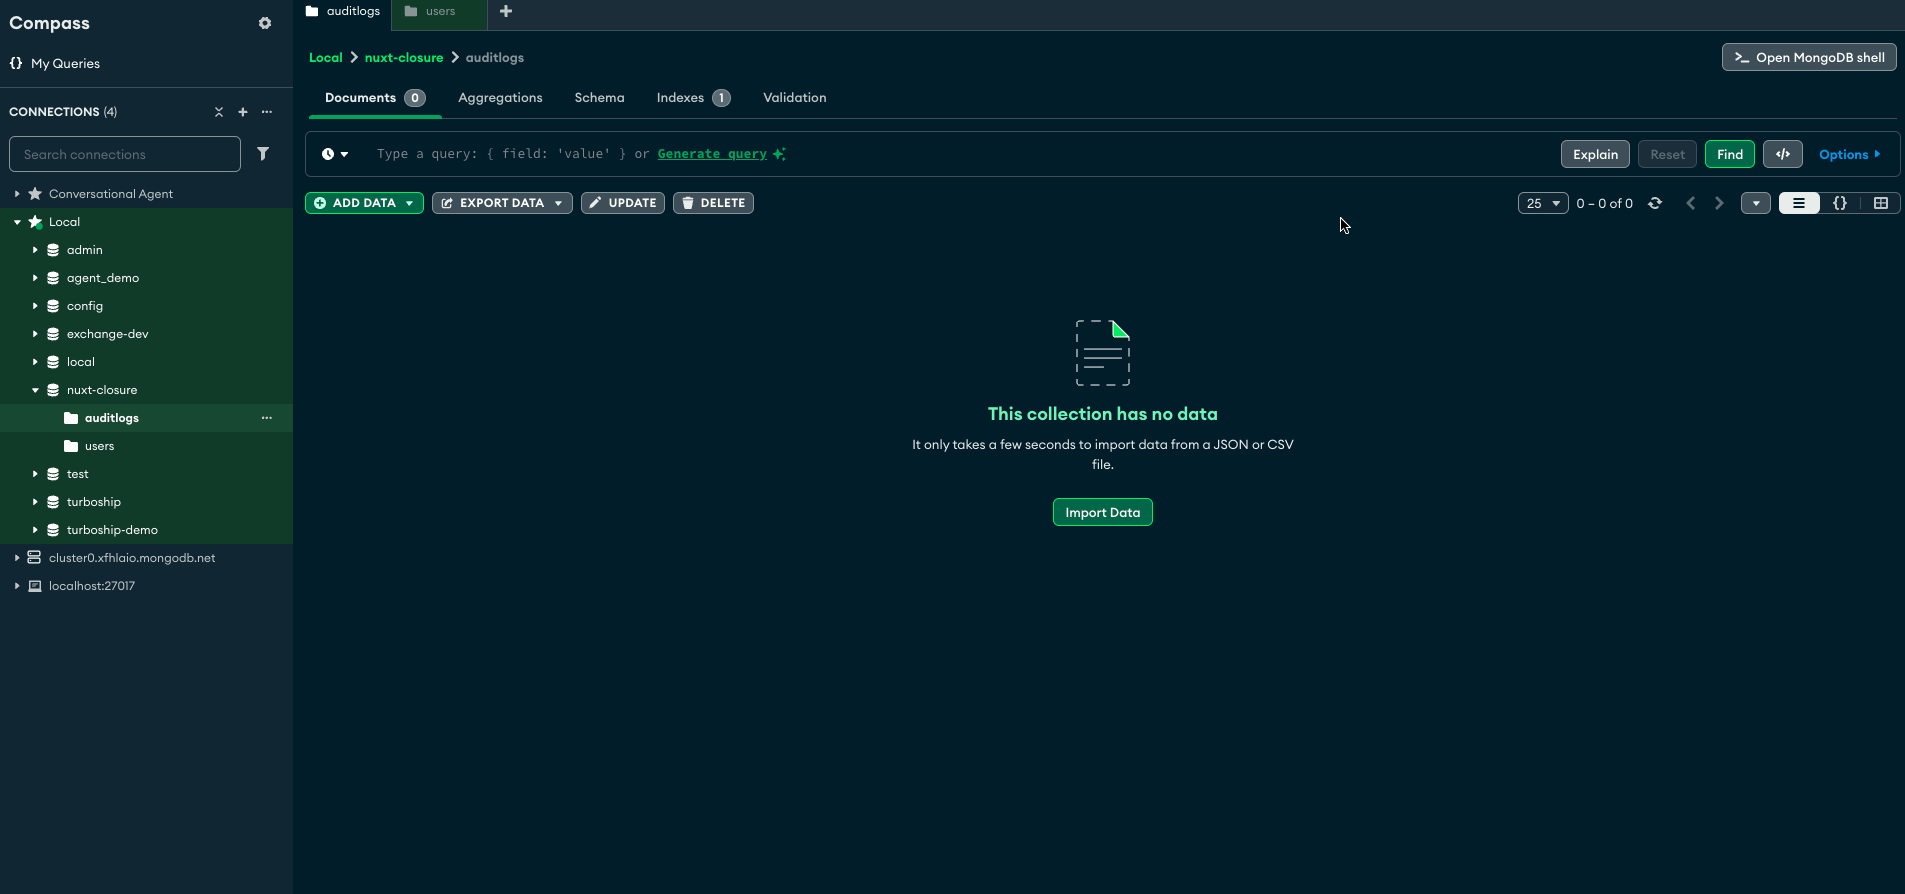 Compass
My Queries
CONNECTIONS (4)
Search connections
Conversational Agent
Local
admin
agent_demo
config
exchange-dev
local
nuxt-closure
auditlogs
users
test
turboship
turboship-demo
cluster0.xfhlaio.mongodb.net
localhost:27017
auditlogs users
Local > nuxt-closure > auditlogs
>_ Open MongoDB shell
Documents 0 Aggregations Schema Indexes 1 Validation
Type a query: { field: 'value' } or Generate query
Explain Reset Find </> Options
ADD DATA EXPORT DATA UPDATE DELETE
25 0 – 0 of 0 {}
This collection has no data
It only takes a few seconds to import data from a JSON or CSV
file.
Import Data